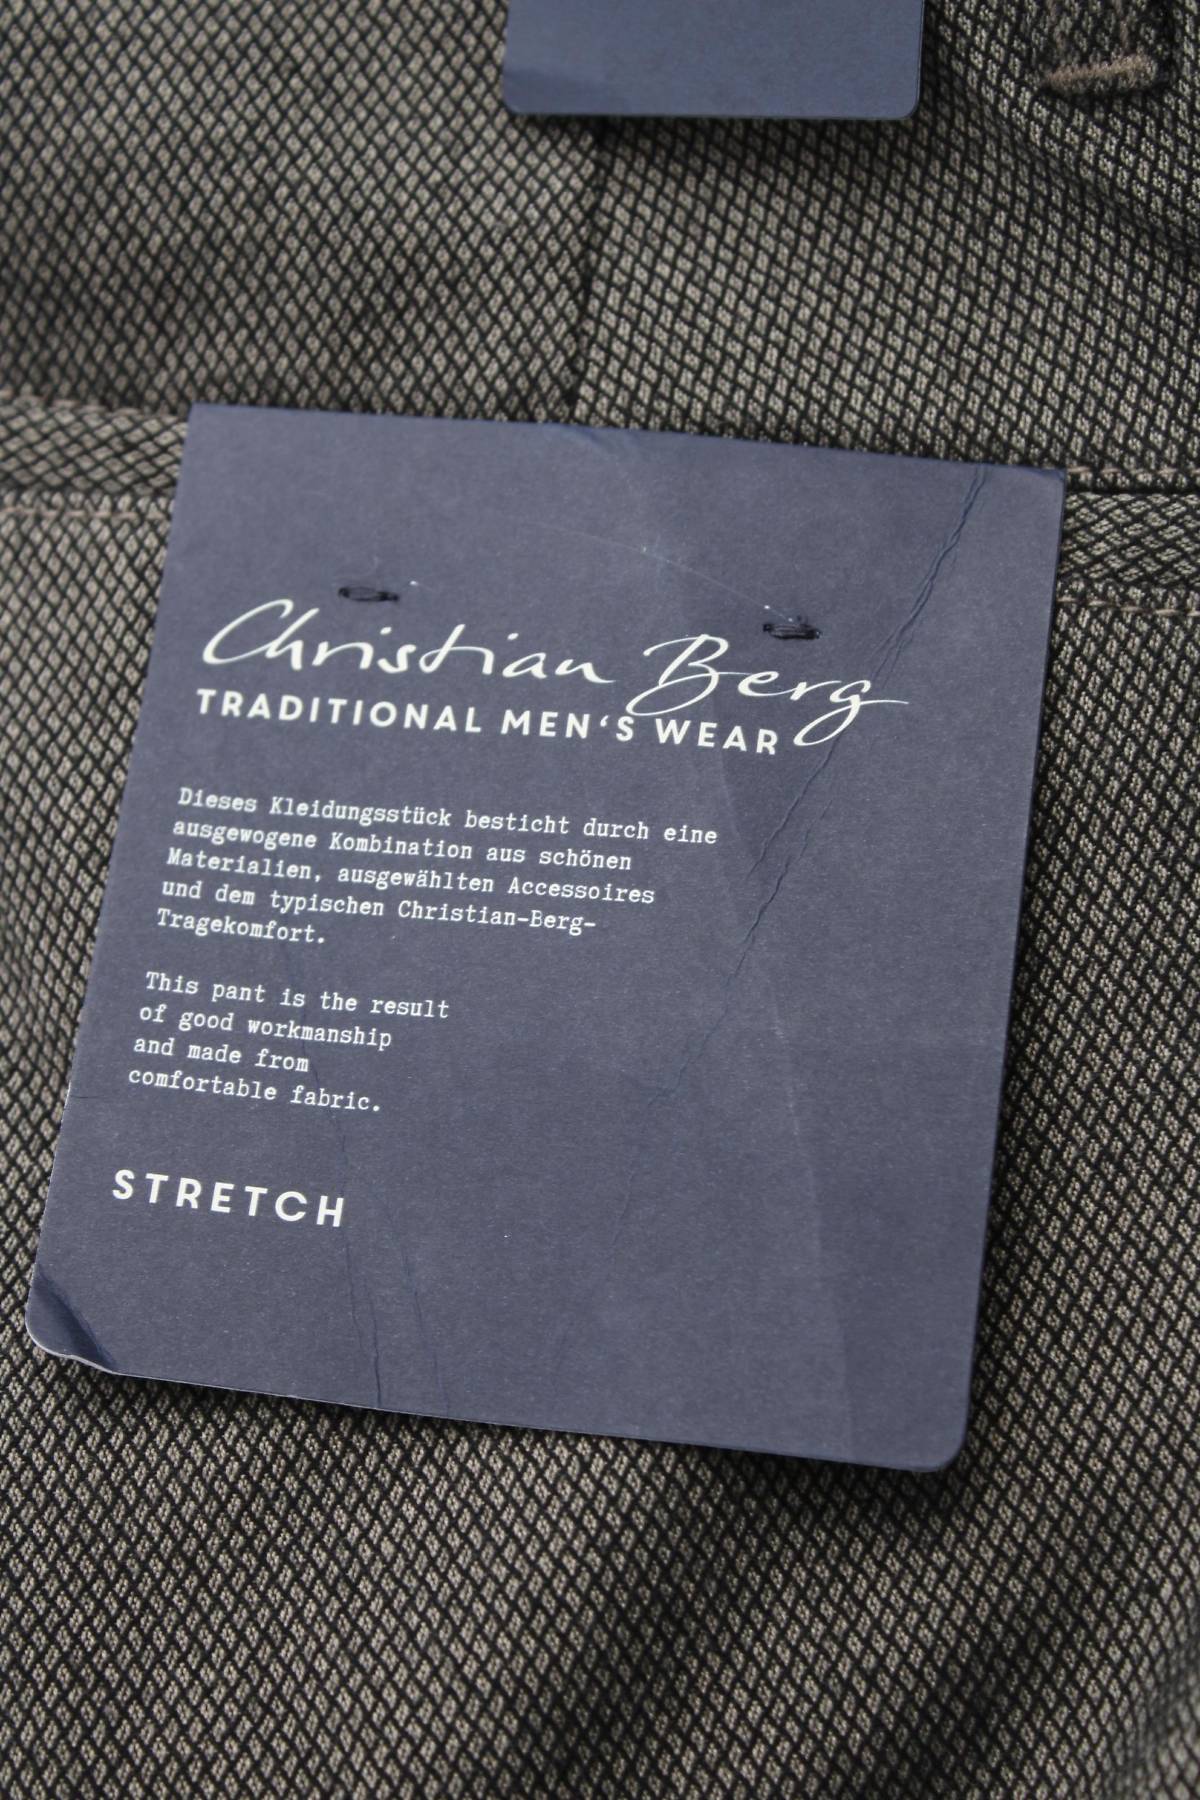 Christian Berg
TRADITIONAL MEN‘S WEAR
Dieses Kleidungsstück besticht durch eine
ausgewogene Kombination aus schönen
Materialien, ausgewählten Accessoires
und dem typischen Christian-Berg-
Tragekomfort.
This pant is the result
of good workmanship
and made from
comfortable fabric.
STRETCH